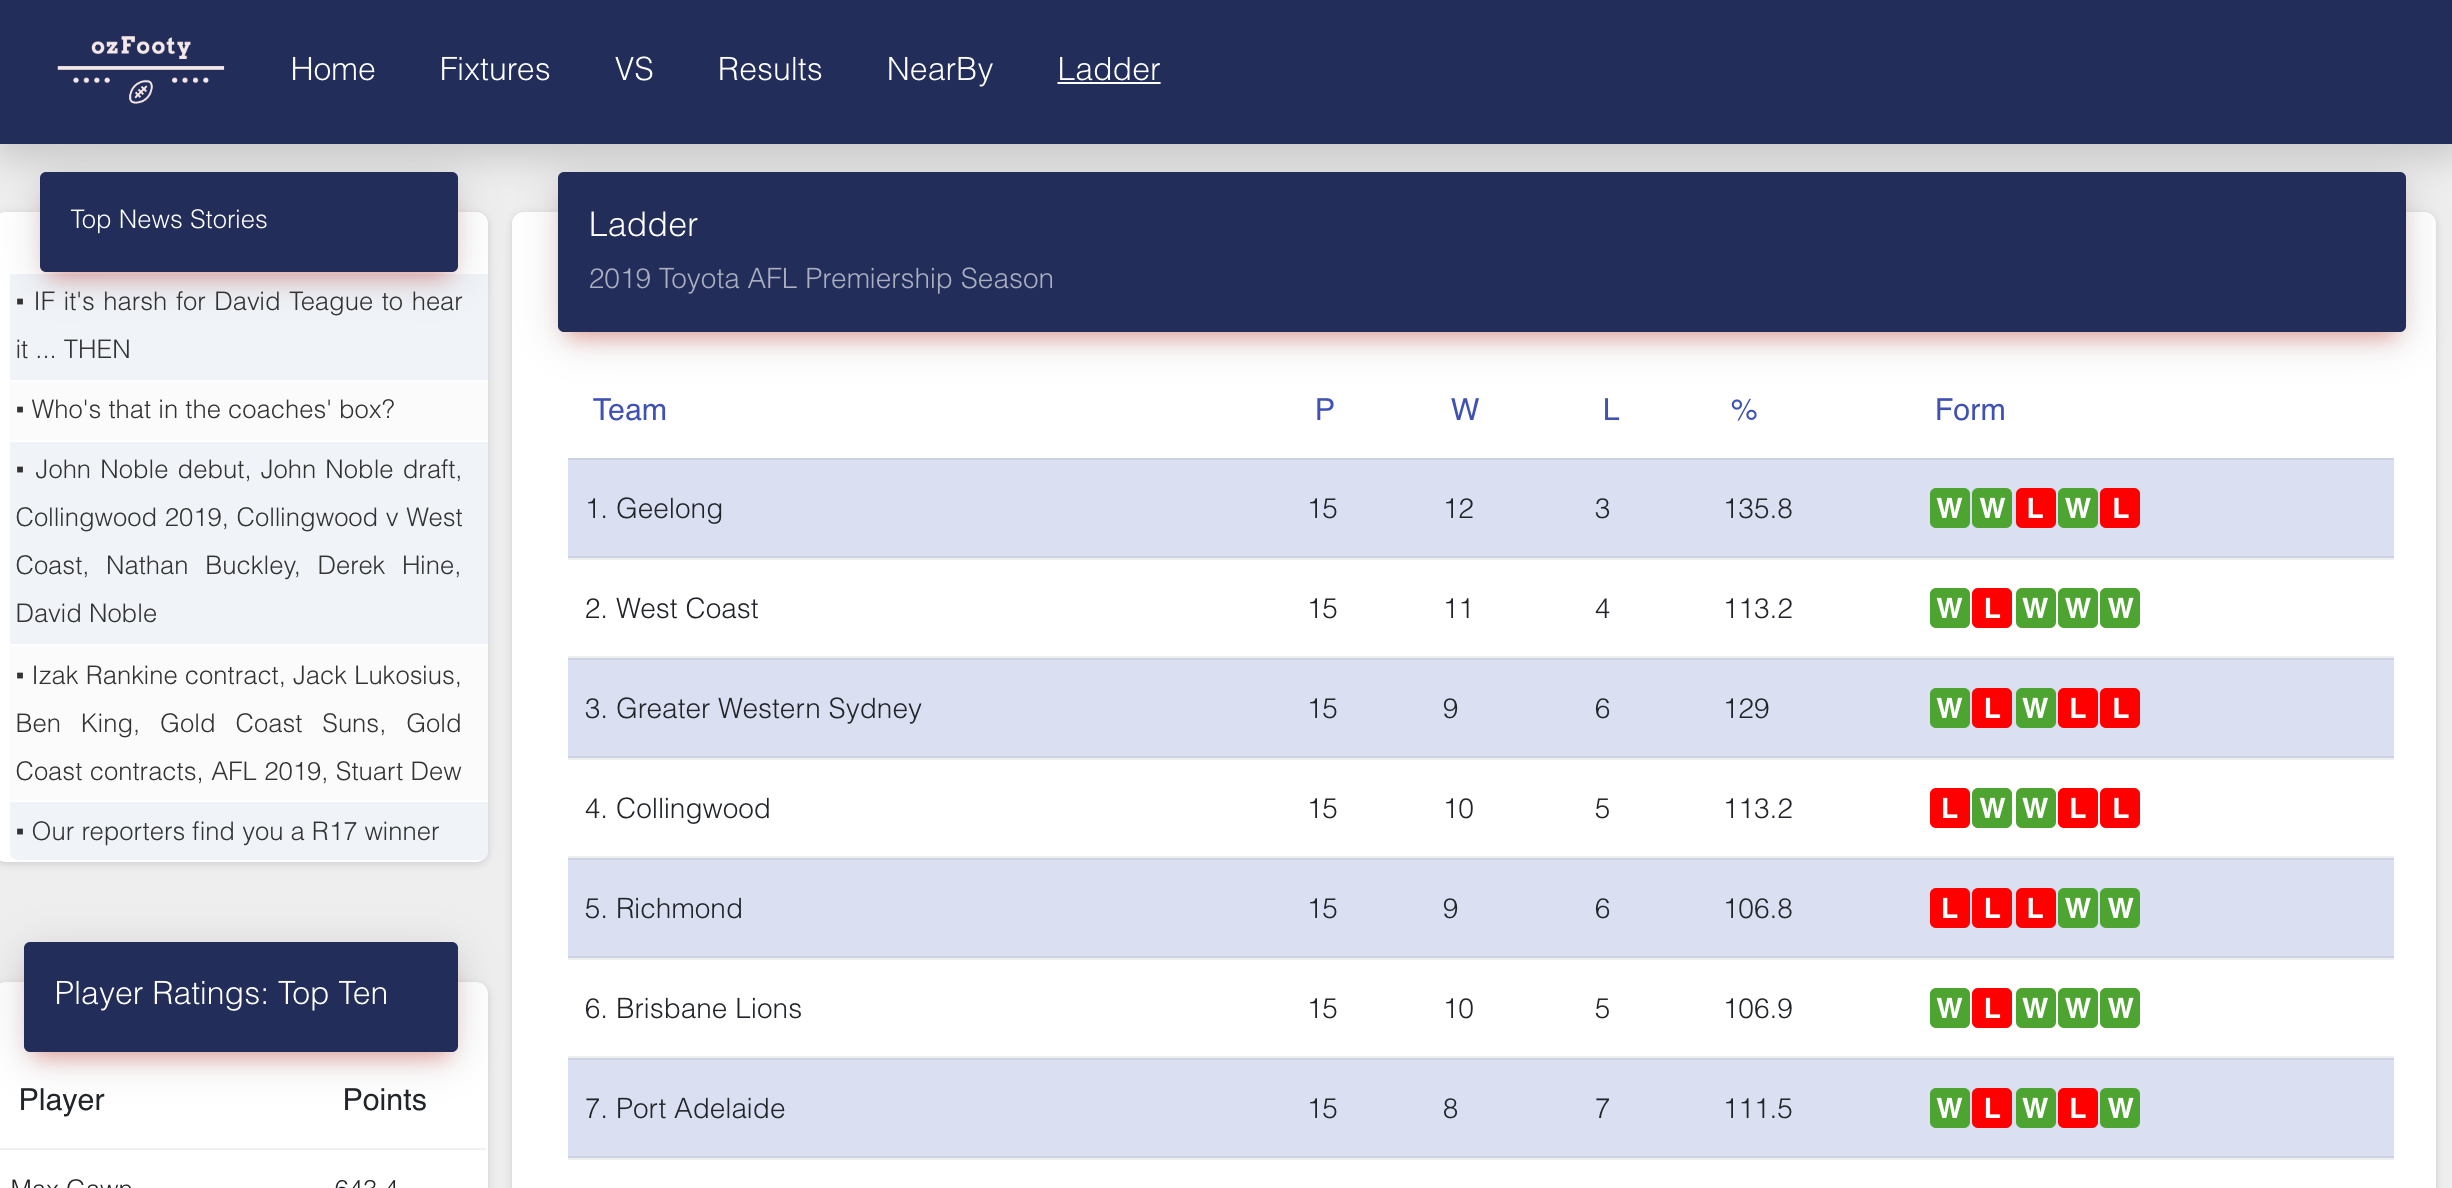 ozFooty
Home Fixtures VS Results NearBy Ladder
Top News Stories
▪ IF it's harsh for David Teague to hear
it ... THEN
▪ Who's that in the coaches' box?
▪ John Noble debut, John Noble draft,
Collingwood 2019, Collingwood v West
Coast, Nathan Buckley, Derek Hine,
David Noble
▪ Izak Rankine contract, Jack Lukosius,
Ben King, Gold Coast Suns, Gold
Coast contracts, AFL 2019, Stuart Dew
▪ Our reporters find you a R17 winner
Player Ratings: Top Ten
Player Points
Max Gawn 643.4
Ladder
2019 Toyota AFL Premiership Season
Team P W L % Form
1. Geelong 15 12 3 135.8 W W L W L
2. West Coast 15 11 4 113.2 W L W W W
3. Greater Western Sydney 15 9 6 129 W L W L L
4. Collingwood 15 10 5 113.2 L W W L L
5. Richmond 15 9 6 106.8 L L L W W
6. Brisbane Lions 15 10 5 106.9 W L W W W
7. Port Adelaide 15 8 7 111.5 W L W L W